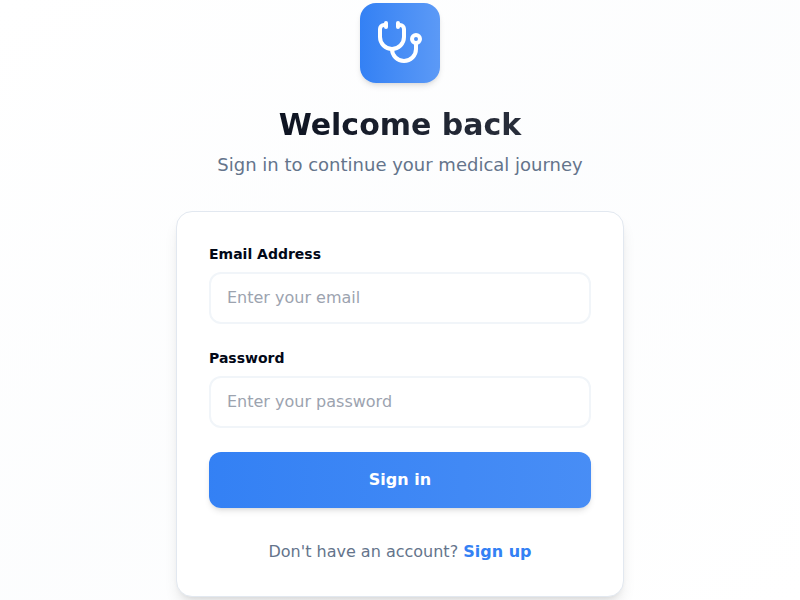 Welcome back
Sign in to continue your medical journey
Email Address
Enter your email
Password
Enter your password
Sign in
Don't have an account? Sign up